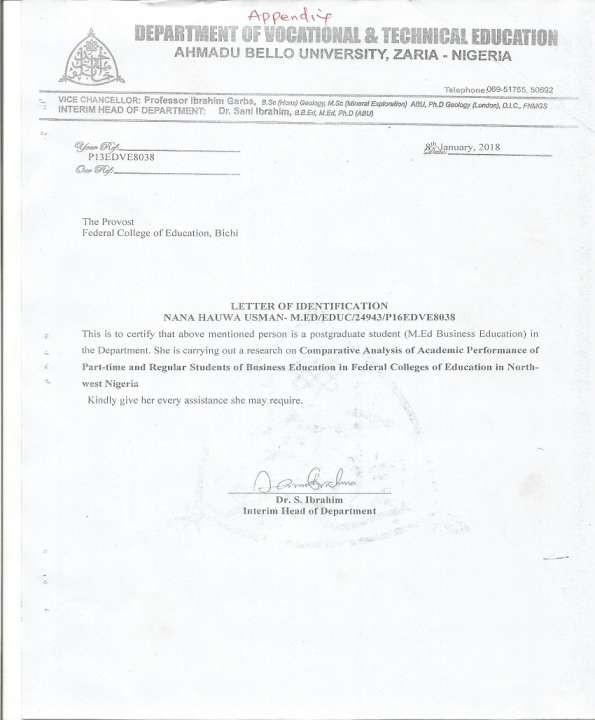 Appendix
DEPARTMENT OF VOCATIONAL & TECHNICAL EDUCATION
AHMADU BELLO UNIVERSITY, ZARIA - NIGERIA
Telephone:069-51755, 50692
VICE CHANCELLOR: Professor Ibrahim Garba, B.Sc (Hons) Geology, M.Sc (Mineral Exploration) ABU, Ph.D Geology (London), D.I.C., FNMGS
INTERIM HEAD OF DEPARTMENT: Dr. Sani Ibrahim, B.B.Ed, M.Ed, Ph.D (ABU)
Your Ref:
P13EDVE8038
Our Ref:
8th January, 2018
The Provost
Federal College of Education, Bichi
LETTER OF IDENTIFICATION
NANA HAUWA USMAN- M.ED/EDUC/24943/P16EDVE8038
This is to certify that above mentioned person is a postgraduate student (M.Ed Business Education) in
the Department. She is carrying out a research on Comparative Analysis of Academic Performance of
Part-time and Regular Students of Business Education in Federal Colleges of Education in North-
west Nigeria
Kindly give her every assistance she may require.
Dr. S. Ibrahim
Interim Head of Department